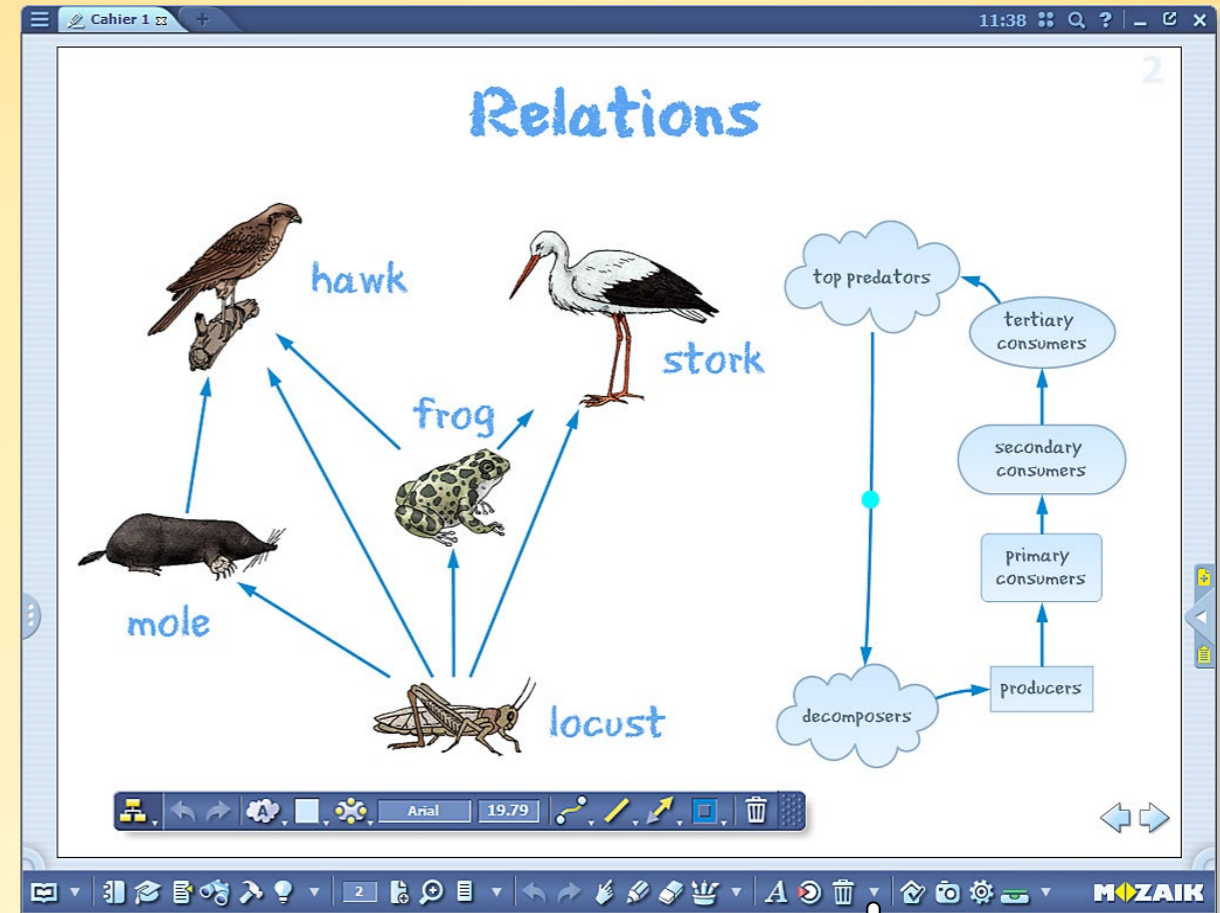 Cahier 1
11:38
2
Relations
hawk
stork
frog
mole
locust
top predators
tertiary
consumers
secondary
consumers
primary
consumers
producers
decomposers
A
Arial
19.79
2
A
MOZAIK